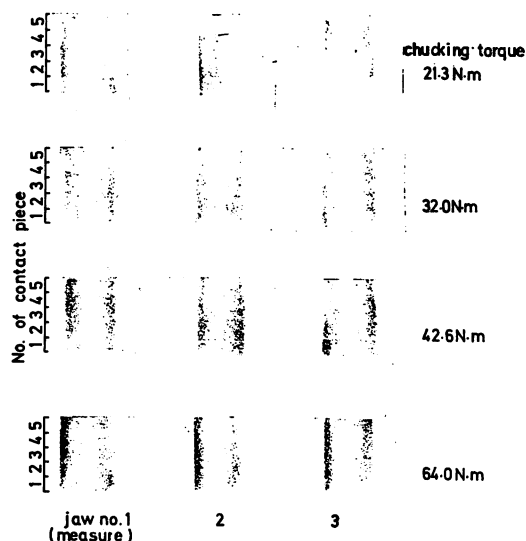 chucking torque
1 2 3 4 5
21.3 N·m
1 2 3 4 5
32.0 N·m
No. of contact piece
1 2 3 4 5
42.6 N·m
1 2 3 4 5
64.0 N·m
jaw no. 1 2 3
(measure)